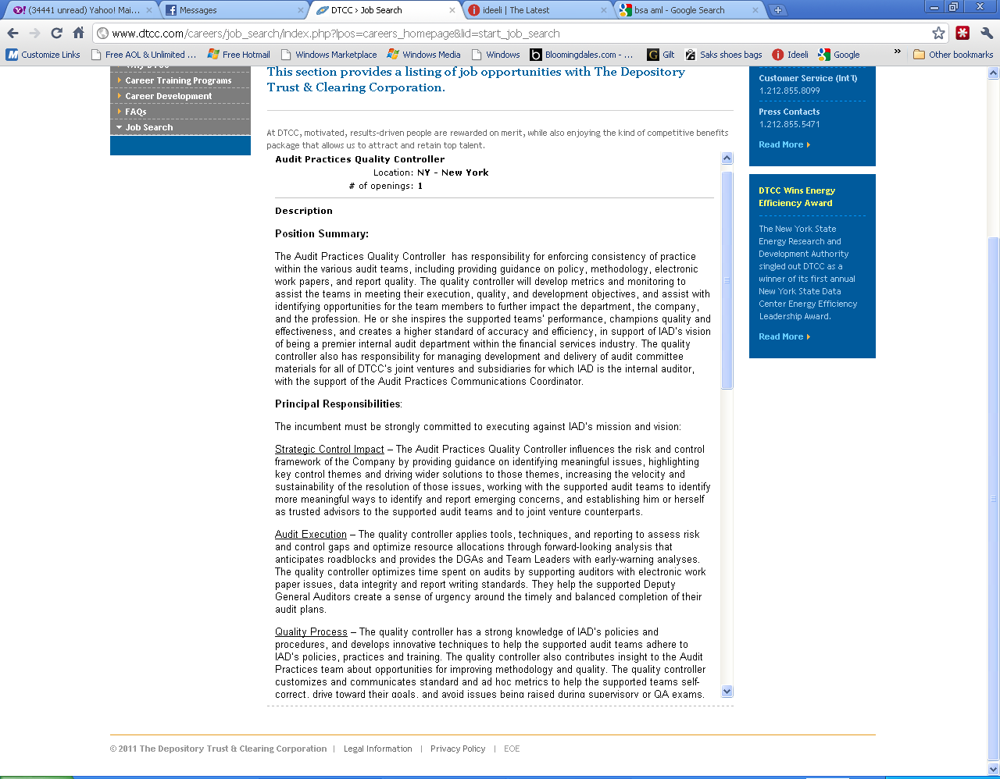 (34441 unread) Yahoo! Mai...
Messages
DTCC > Job Search
ideeli | The Latest
bsa aml - Google Search
www.dtcc.com/careers/job_search/index.php?lpos=careers_homepage&lid=start_job_search
Customize Links
Free AOL & Unlimited ...
Free Hotmail
Windows Marketplace
Windows Media
Windows
Bloomingdales.com - ...
Gilt
Saks shoes bags
Ideeli
Google
»
Other bookmarks
Why DTCC
Career Training Programs
Career Development
FAQs
Job Search
This section provides a listing of job opportunities with The Depository
Trust & Clearing Corporation.
At DTCC, motivated, results-driven people are rewarded on merit, while also enjoying the kind of competitive benefits
package that allows us to attract and retain top talent.
Audit Practices Quality Controller
Location: NY - New York
# of openings: 1
Description
Position Summary:
The Audit Practices Quality Controller has responsibility for enforcing consistency of practice
within the various audit teams, including providing guidance on policy, methodology, electronic
work papers, and report quality. The quality controller will develop metrics and monitoring to
assist the teams in meeting their execution, quality, and development objectives, and assist with
identifying opportunities for the team members to further impact the department, the company,
and the profession. He or she inspires the supported teams' performance, champions quality and
effectiveness, and creates a higher standard of accuracy and efficiency, in support of IAD's vision
of being a premier internal audit department within the financial services industry. The quality
controller also has responsibility for managing development and delivery of audit committee
materials for all of DTCC's joint ventures and subsidiaries for which IAD is the internal auditor,
with the support of the Audit Practices Communications Coordinator.
Principal Responsibilities:
The incumbent must be strongly committed to executing against IAD's mission and vision:
Strategic Control Impact – The Audit Practices Quality Controller influences the risk and control
framework of the Company by providing guidance on identifying meaningful issues, highlighting
key control themes and driving wider solutions to those themes, increasing the velocity and
sustainability of the resolution of those issues, working with the supported audit teams to identify
more meaningful ways to identify and report emerging concerns, and establishing him or herself
as trusted advisors to the supported audit teams and to joint venture counterparts.
Audit Execution – The quality controller applies tools, techniques, and reporting to assess risk
and control gaps and optimize resource allocations through forward-looking analysis that
anticipates roadblocks and provides the DGAs and Team Leaders with early-warning analyses.
The quality controller optimizes time spent on audits by supporting auditors with electronic work
paper issues, data integrity and report writing standards. They help the supported Deputy
General Auditors create a sense of urgency around the timely and balanced completion of their
audit plans.
Quality Process – The quality controller has a strong knowledge of IAD's policies and
procedures, and develops innovative techniques to help the supported audit teams adhere to
IAD's policies, practices and training. The quality controller also contributes insight to the Audit
Practices team about opportunities for improving methodology and quality. The quality controller
customizes and communicates standard and ad hoc metrics to help the supported teams self-
correct, drive toward their goals, and avoid issues being raised during supervisory or QA exams.
Customer Service (Int'l)
1.212.855.8099
Press Contacts
1.212.855.5471
Read More
DTCC Wins Energy
Efficiency Award
The New York State
Energy Research and
Development Authority
singled out DTCC as a
winner of its first annual
New York State Data
Center Energy Efficiency
Leadership Award.
Read More
© 2011 The Depository Trust & Clearing Corporation | Legal Information | Privacy Policy | EOE